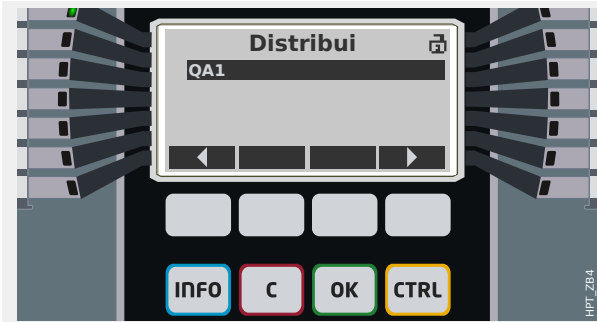 Distribui
QA1
INFO
C
OK
CTRL
HPT_ZB4